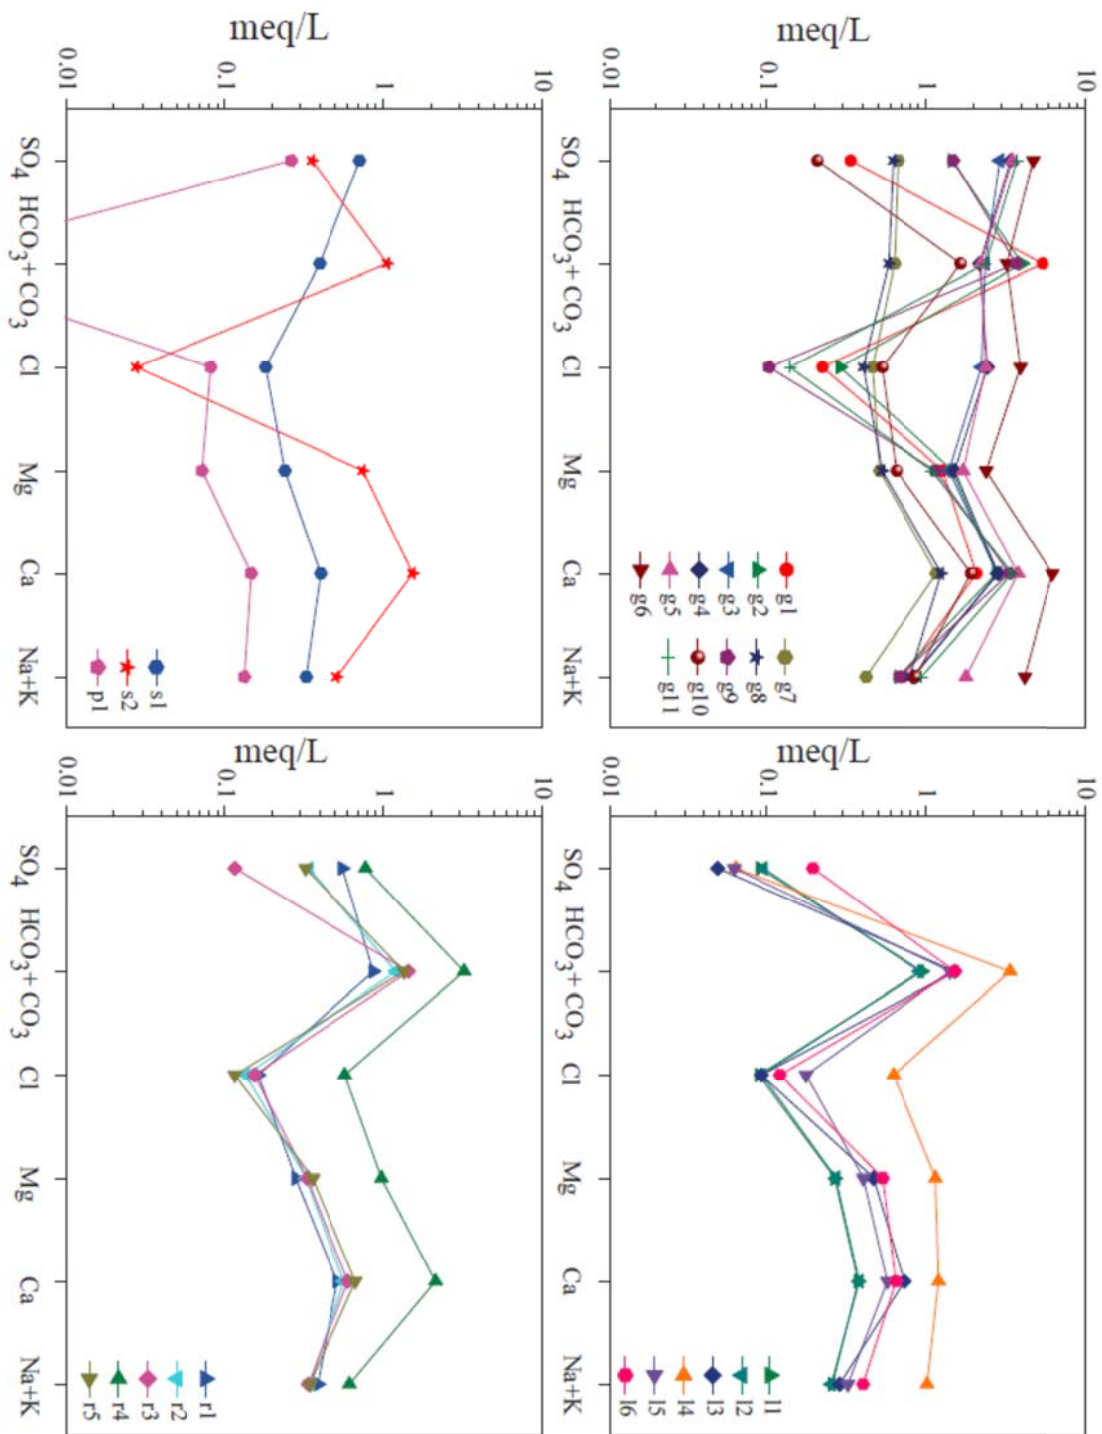 meq/L
10
1
0.1
0.01
SO4
HCO3+ CO3
Cl
Mg
Ca
Na+K
g1
g2
g3
g4
g5
g6
g7
g8
g9
g10
g11
meq/L
10
1
0.1
0.01
SO4
HCO3+ CO3
Cl
Mg
Ca
Na+K
l1
l2
l3
l4
l5
l6
meq/L
10
1
0.1
0.01
SO4
HCO3+ CO3
Cl
Mg
Ca
Na+K
s1
s2
p1
meq/L
10
1
0.1
0.01
SO4
HCO3+ CO3
Cl
Mg
Ca
Na+K
r1
r2
r3
r4
r5